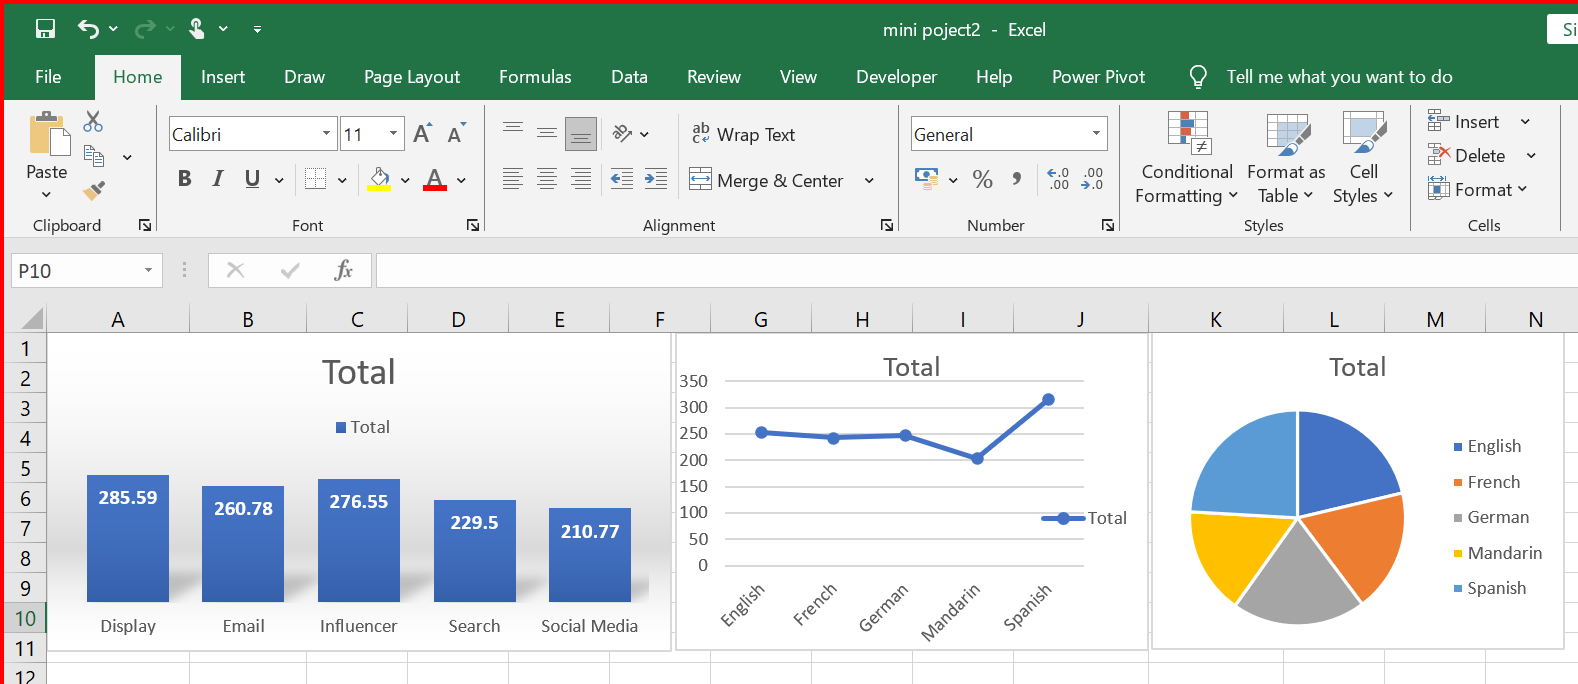 mini poject2 - Excel
File Home Insert Draw Page Layout Formulas Data Review View Developer Help Power Pivot Tell me what you want to do
Calibri 11 A A ab c Wrap Text General Insert
Paste B I U A Merge & Center % , .0 .00 .00 .0 Conditional Formatting Format as Table Cell Styles Delete
Format
Clipboard Font Alignment Number Styles Cells
P10 fx
A B C D E F G H I J K L M N
1
2
3
4
5
6
7
8
9
10
11
12
Total
Total
285.59 260.78 276.55 229.5 210.77
Display Email Influencer Search Social Media
Total
350
300
250
200
150
100
50
0
Total
English French German Mandarin Spanish
Total
English
French
German
Mandarin
Spanish